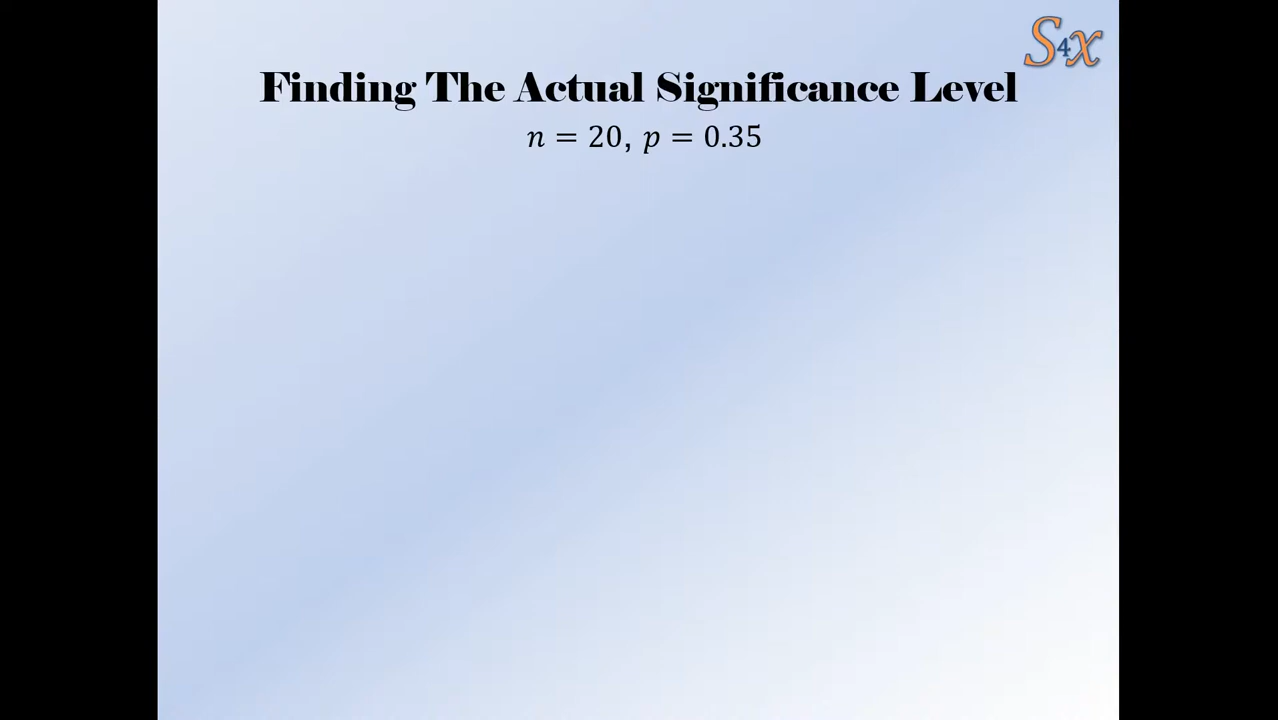 S4x
Finding The Actual Significance Level
n = 20, p = 0.35